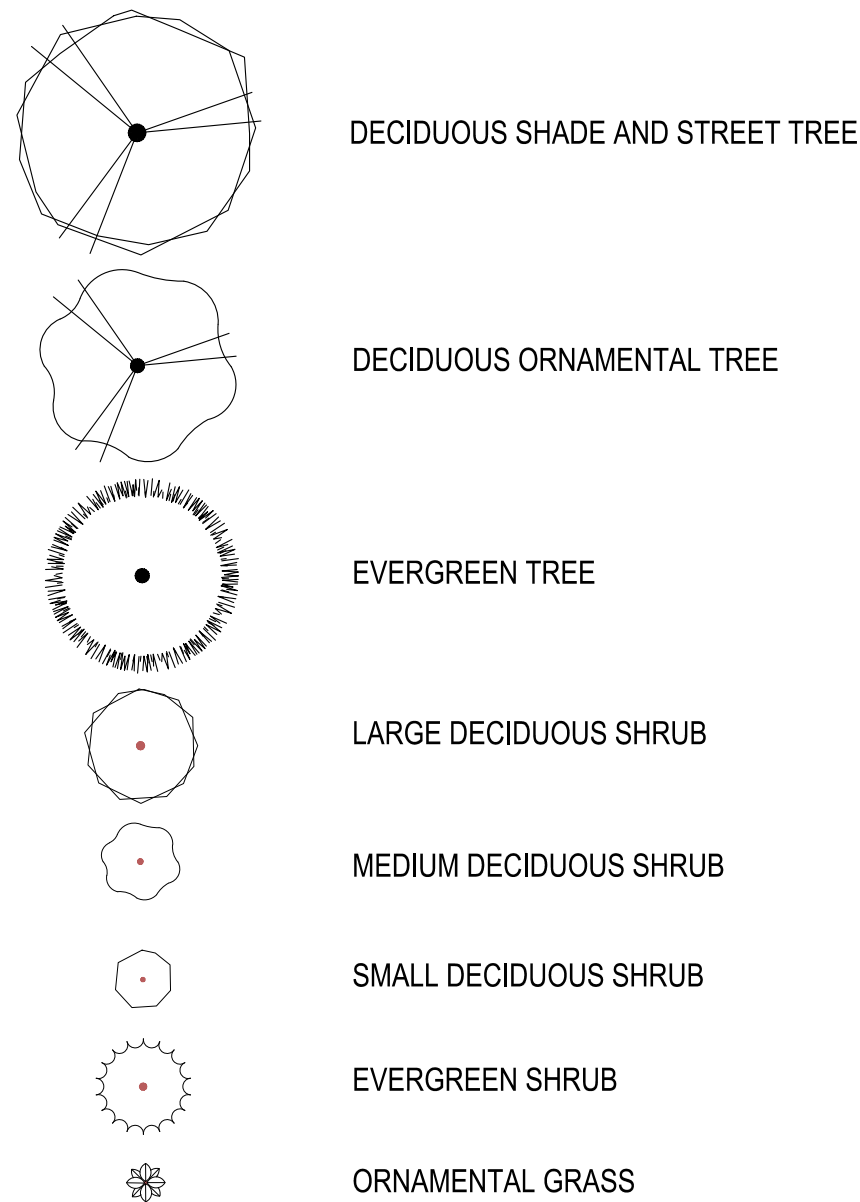 DECIDUOUS SHADE AND STREET TREE
DECIDUOUS ORNAMENTAL TREE
EVERGREEN TREE
LARGE DECIDUOUS SHRUB
MEDIUM DECIDUOUS SHRUB
SMALL DECIDUOUS SHRUB
EVERGREEN SHRUB
ORNAMENTAL GRASS